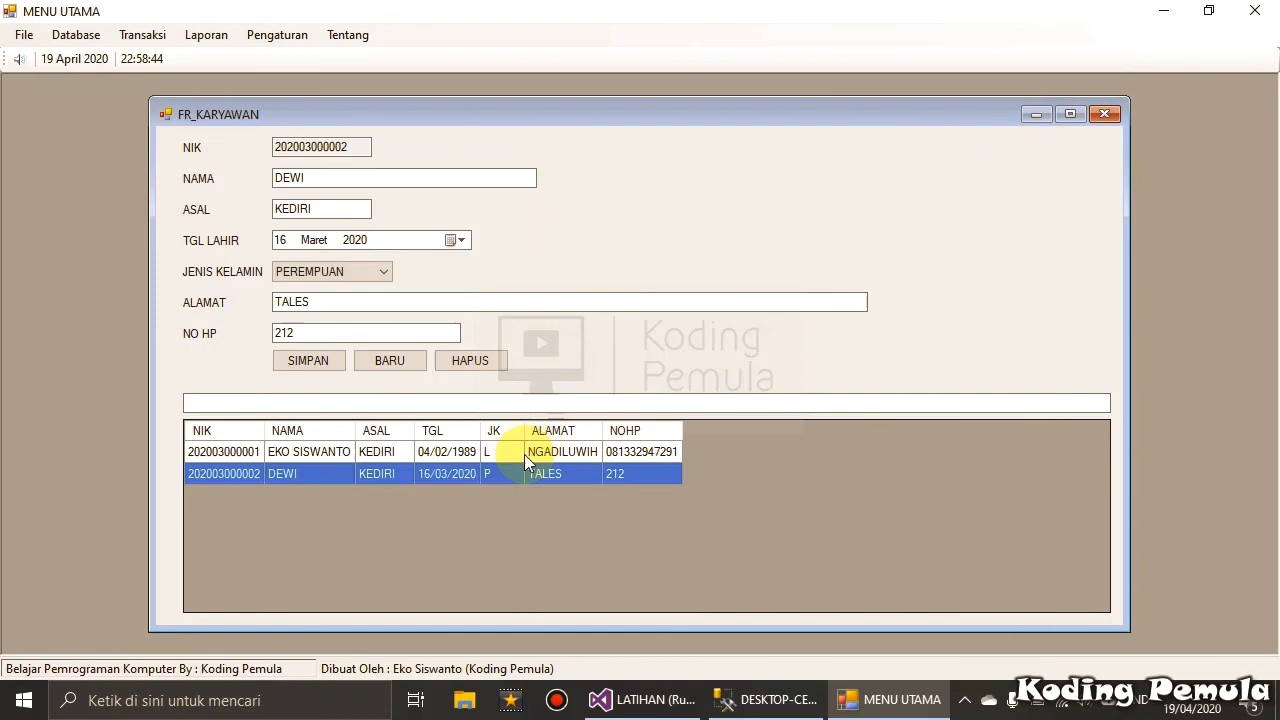 MENU UTAMA
File Database Transaksi Laporan Pengaturan Tentang
19 April 2020 22:58:44
FR_KARYAWAN
NIK 202003000002
NAMA DEWI
ASAL KEDIRI
TGL LAHIR 16 Maret 2020
JENIS KELAMIN PEREMPUAN
ALAMAT TALES
NO HP 212
SIMPAN BARU HAPUS
Koding
Pemula
NIK NAMA ASAL TGL JK ALAMAT NOHP
202003000001 EKO SISWANTO KEDIRI 04/02/1989 L NGADILUWIH 081332947291
202003000002 DEWI KEDIRI 16/03/2020 P TALES 212
Belajar Pemrograman Komputer By : Koding Pemula Dibuat Oleh : Eko Siswanto (Koding Pemula)
Ketik di sini untuk mencari LATIHAN (Ru... DESKTOP-CE... MENU UTAMA
Koding Pemula
19/04/2020 5